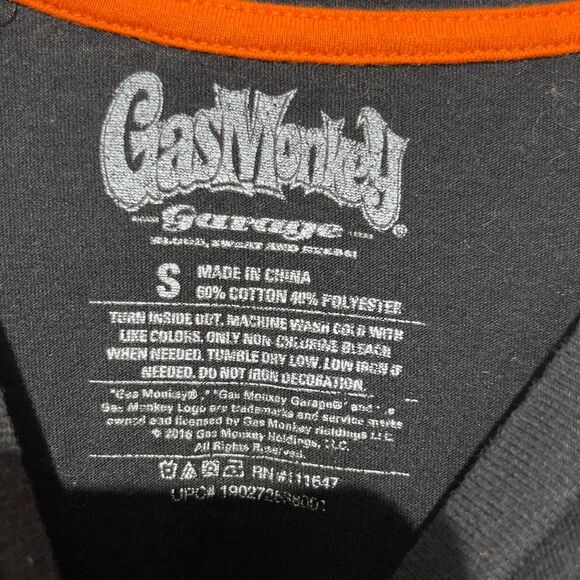 GasMonkey®
Garage
BLOOD, SWEAT AND BEERS!
S
MADE IN CHINA
60% COTTON 40% POLYESTER
TURN INSIDE OUT. MACHINE WASH COLD WITH
LIKE COLORS. ONLY NON CHLORINE BLEACH
WHEN NEEDED. TUMBLE DRY LOW. LOW IRON IF
NEEDED. DO NOT IRON DECORATION.
"Gas Monkey®", "Gas Monkey Garage®" and
Gas Monkey Logo are trademarks and service marks
owned and licensed by Gas Monkey Holdings LLC.
© 2016 Gas Monkey Holdings, LLC.
All Rights Reserved.
RN #111647
UPC#